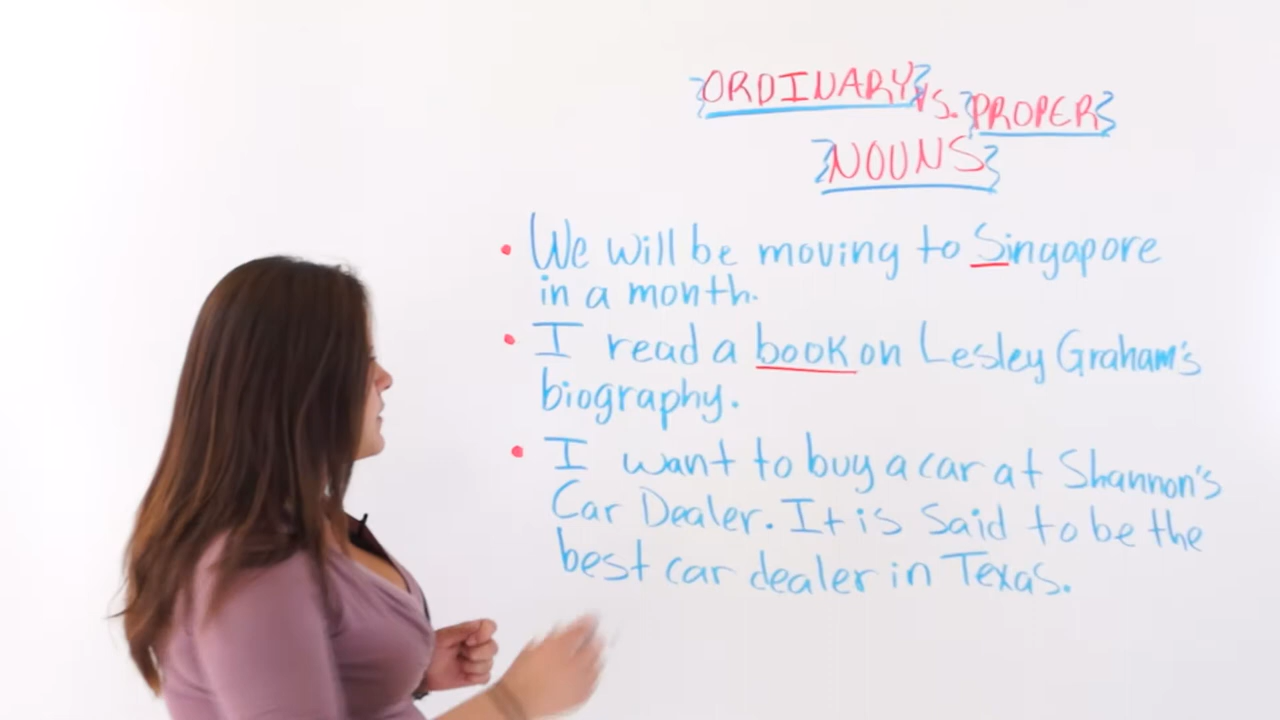 ORDINARY VS. PROPER
NOUNS
• We will be moving to Singapore
in a month.
• I read a book on Lesley Graham's
biography.
• I want to buy a car at Shannon's
Car Dealer. It is said to be the
best car dealer in Texas.